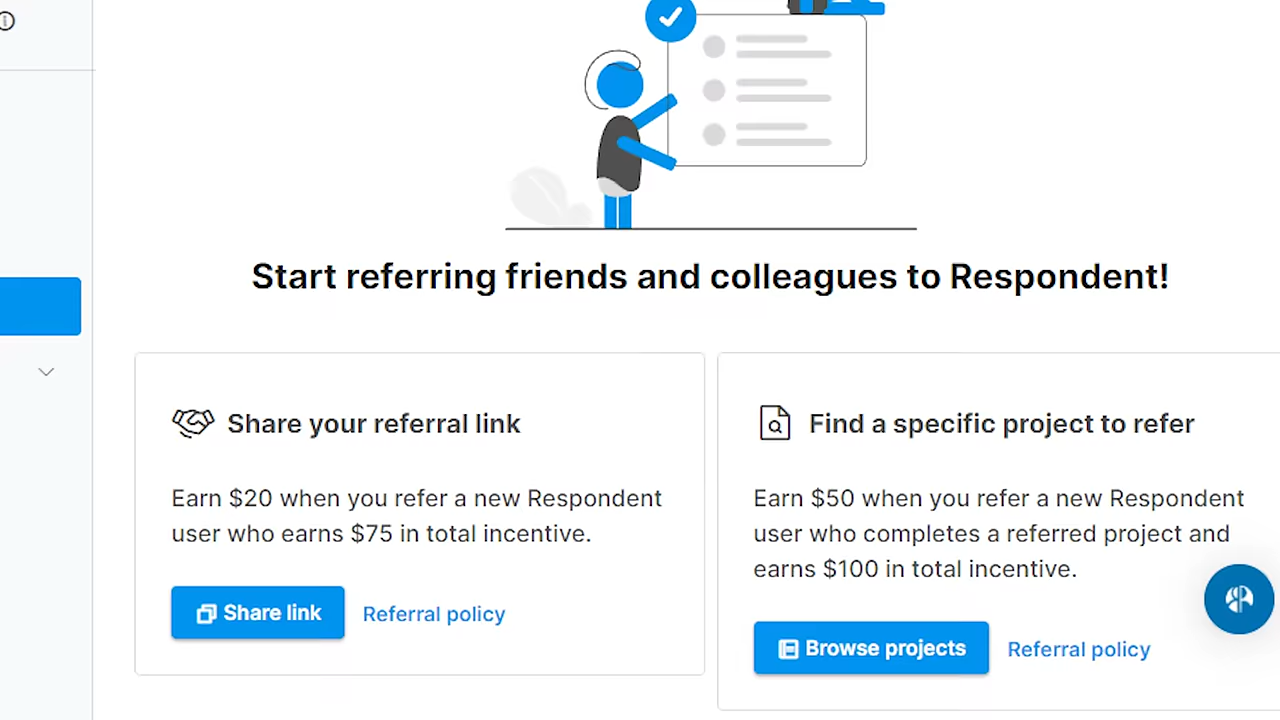 Start referring friends and colleagues to Respondent!
Share your referral link
Earn $20 when you refer a new Respondent
user who earns $75 in total incentive.
Share link
Referral policy
Find a specific project to refer
Earn $50 when you refer a new Respondent
user who completes a referred project and
earns $100 in total incentive.
Browse projects
Referral policy